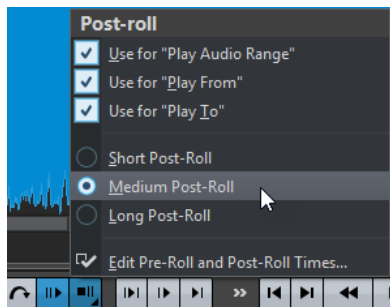 Post-roll
Use for "Play Audio Range"
Use for "Play From"
Use for "Play To"
Short Post-Roll
Medium Post-Roll
Long Post-Roll
Edit Pre-Roll and Post-Roll Times...